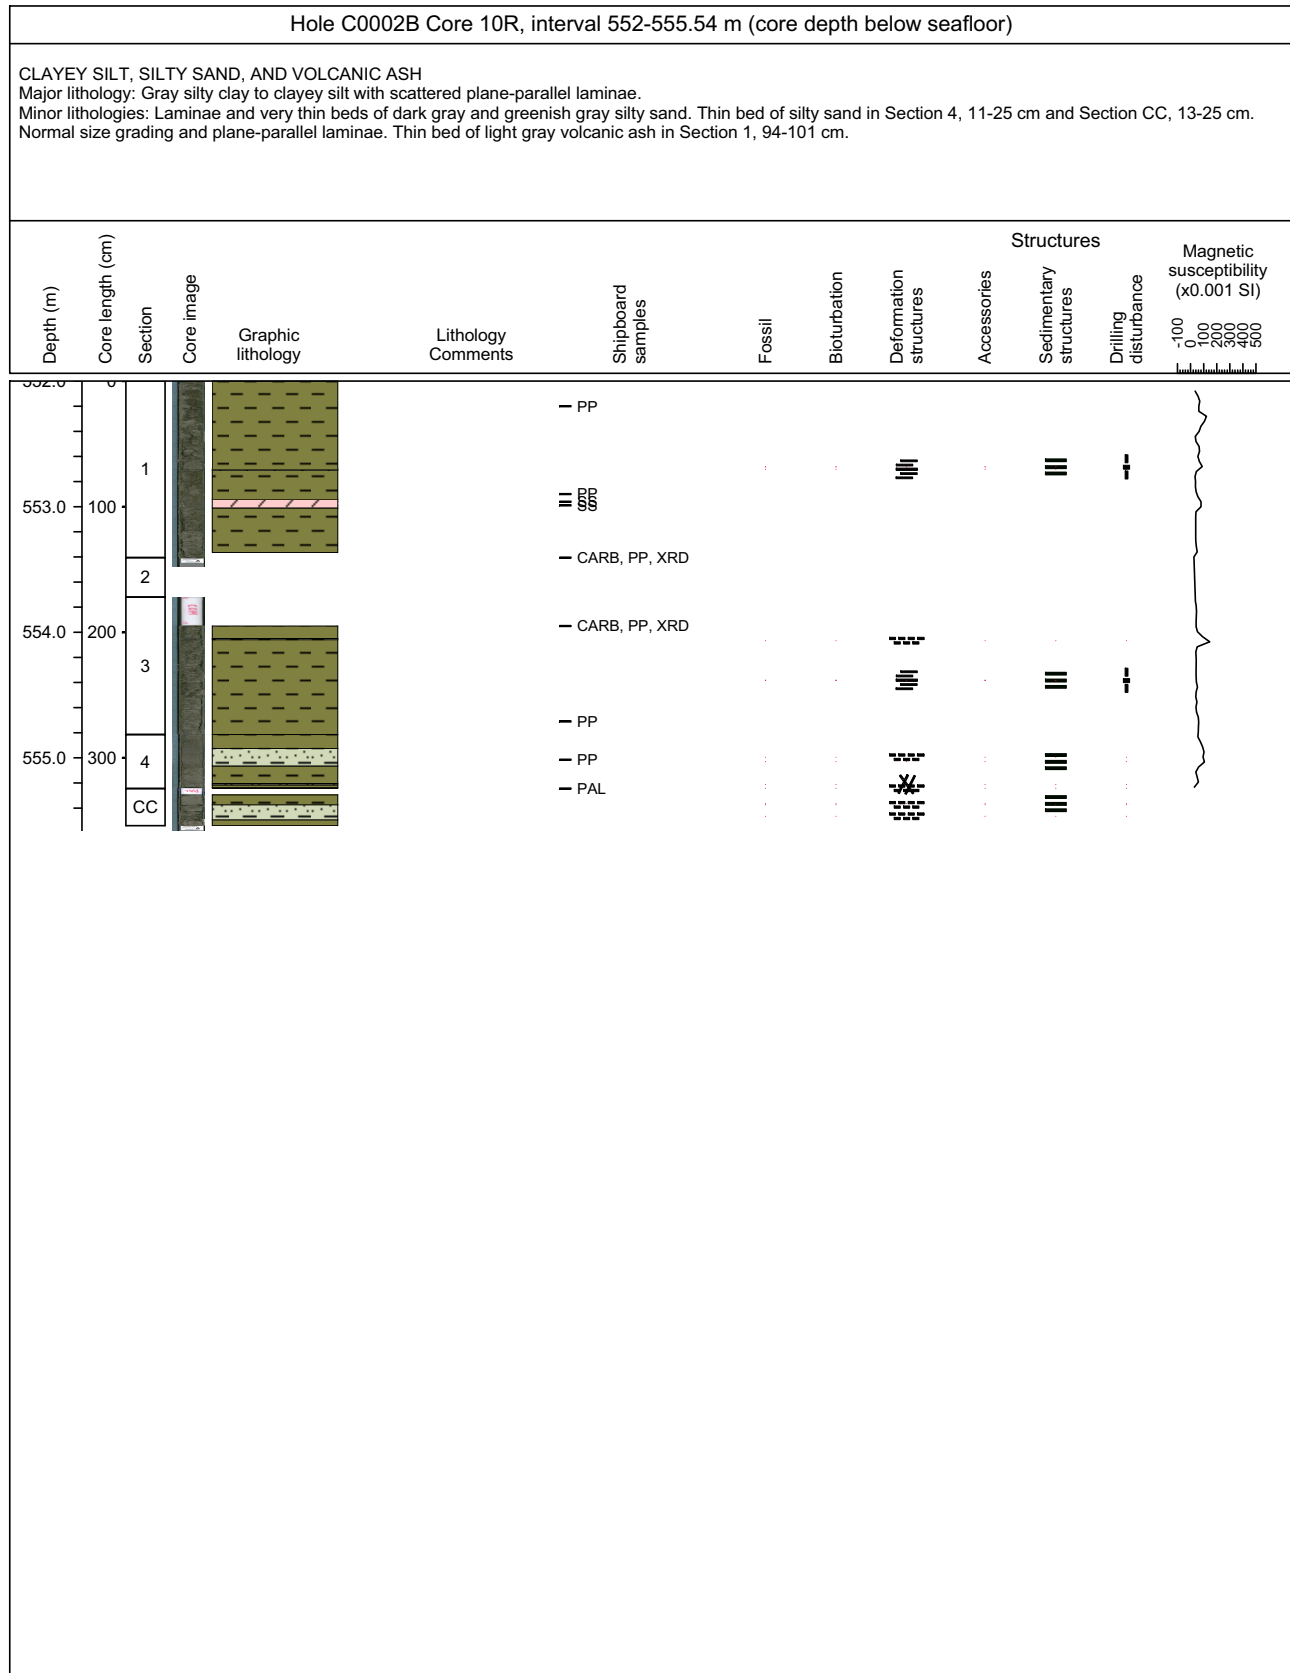 Hole C0002B Core 10R, interval 552-555.54 m (core depth below seafloor)
CLAYEY SILT, SILTY SAND, AND VOLCANIC ASH
Major lithology: Gray silty clay to clayey silt with scattered plane-parallel laminae.
Minor lithologies: Laminae and very thin beds of dark gray and greenish gray silty sand. Thin bed of silty sand in Section 4, 11-25 cm and Section CC, 13-25 cm.
Normal size grading and plane-parallel laminae. Thin bed of light gray volcanic ash in Section 1, 94-101 cm.
Depth (m)
Core length (cm)
Section
Core image
Graphic
lithology
Lithology
Comments
Shipboard
samples
Fossil
Bioturbation
Deformation
structures
Accessories
Structures
Sedimentary
structures
Drilling
disturbance
Magnetic
susceptibility
(x0.001 SI)
-100
0
100
200
300
400
500
552.0
0
PP
1
PP
SS
SS
553.0
100
CARB, PP, XRD
2
554.0
200
CARB, PP, XRD
3
PP
555.0
300
4
PP
PAL
CC